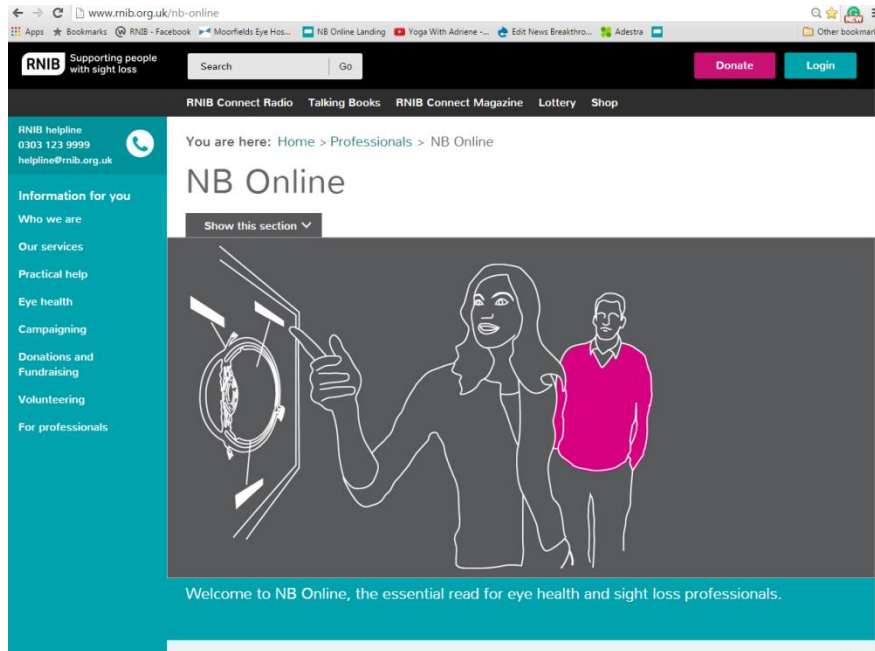 www.rnib.org.uk/nb-online
Apps Bookmarks RNIB - Facebook Moorfields Eye Hos... NB Online Landing Yoga With Adriene -... Edit News Breakthro... Adestra Other bookmar
RNIB Supporting people
with sight loss
Search Go Donate Login
RNIB Connect Radio Talking Books RNIB Connect Magazine Lottery Shop
RNIB helpline
0303 123 9999
helpline@rnib.org.uk
Information for you
Who we are
Our services
Practical help
Eye health
Campaigning
Donations and
Fundraising
Volunteering
For professionals
You are here: Home > Professionals > NB Online
NB Online
Show this section
Welcome to NB Online, the essential read for eye health and sight loss professionals.